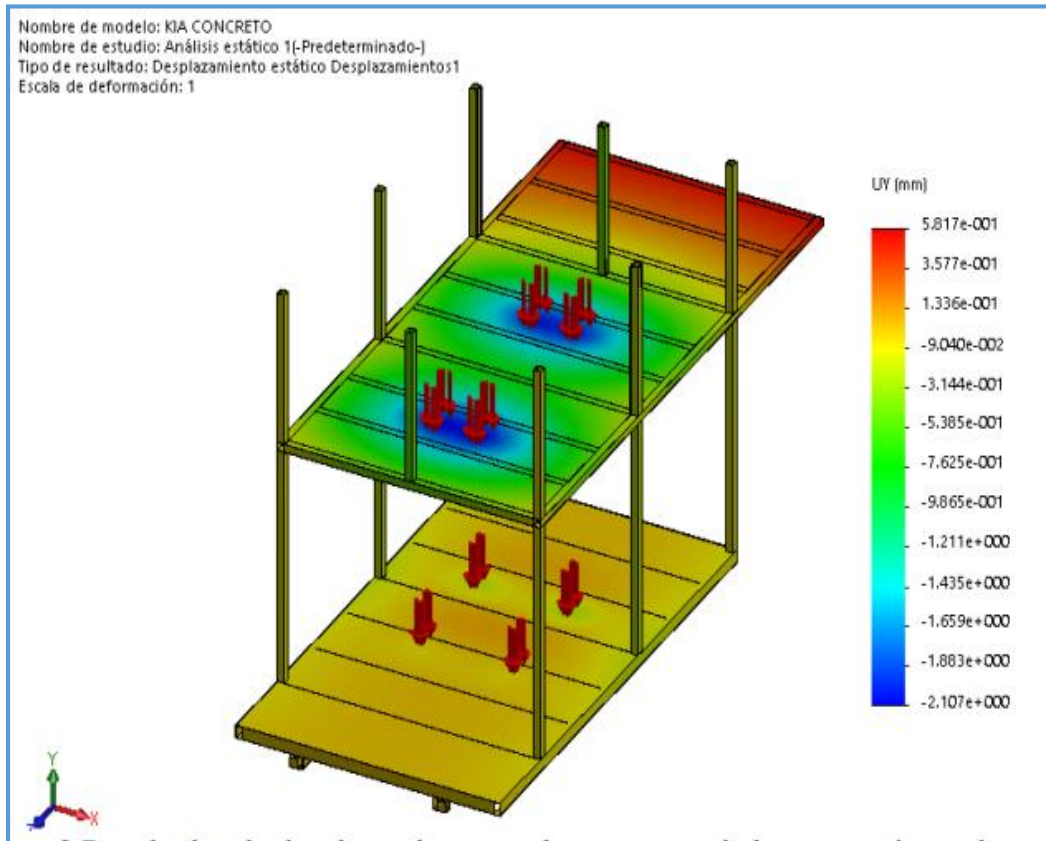 Nombre de modelo: KIA CONCRETO
Nombre de estudio: Análisis estático 1(-Predeterminado-)
Tipo de resultado: Desplazamiento estático Desplazamientos1
Escala de deformación: 1
UY (mm)
5.817e-001
3.577e-001
1.336e-001
-9.040e-002
-3.144e-001
-5.385e-001
-7.625e-001
-9.865e-001
-1.211e+000
-1.435e+000
-1.659e+000
-1.883e+000
-2.107e+000
Y
X